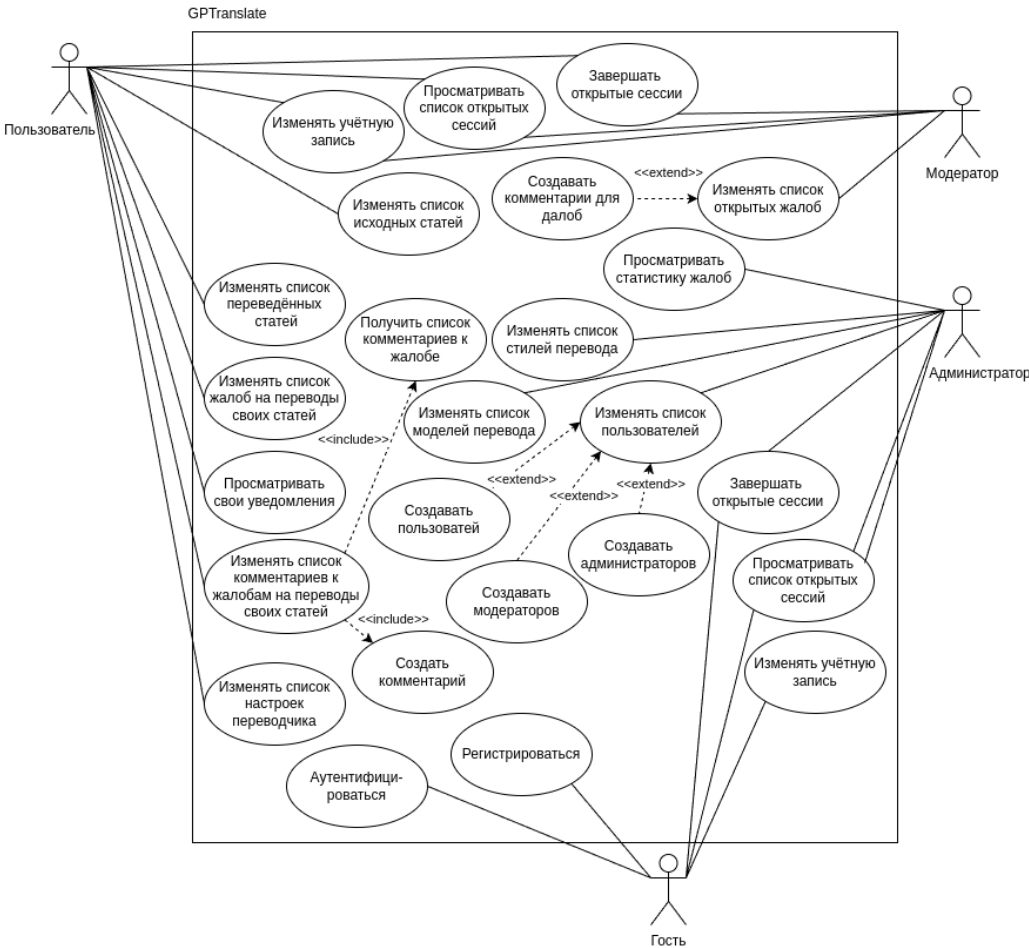 GPTranslate
Пользователь
Завершать
открытые сессии
Просматривать
список открытых
сессий
Изменять учётную
запись
Модератор
Изменять список
исходных статей
Создавать
комментарии для
далоб
<<extend>>
Изменять список
открытых жалоб
Просматривать
статистику жалоб
Изменять список
переведённых
статей
Получить список
комментариев к
жалобе
Изменять список
стилей перевода
Администратор
Изменять список
жалоб на переводы
своих статей
Изменять список
моделей перевода
Изменять список
пользователей
<<include>>
Просматривать
свои уведомления
<<extend>>
<<extend>>
<<extend>>
Завершать
открытые сессии
Создавать
пользоватей
Создавать
администраторов
Изменять список
комментариев к
жалобам на переводы
своих статей
Создавать
модераторов
Просматривать
список открытых
сессий
<<include>>
Создать
комментарий
Изменять учётную
запись
Изменять список
настроек
переводчика
Регистрироваться
Аутентифици-
роваться
Гость